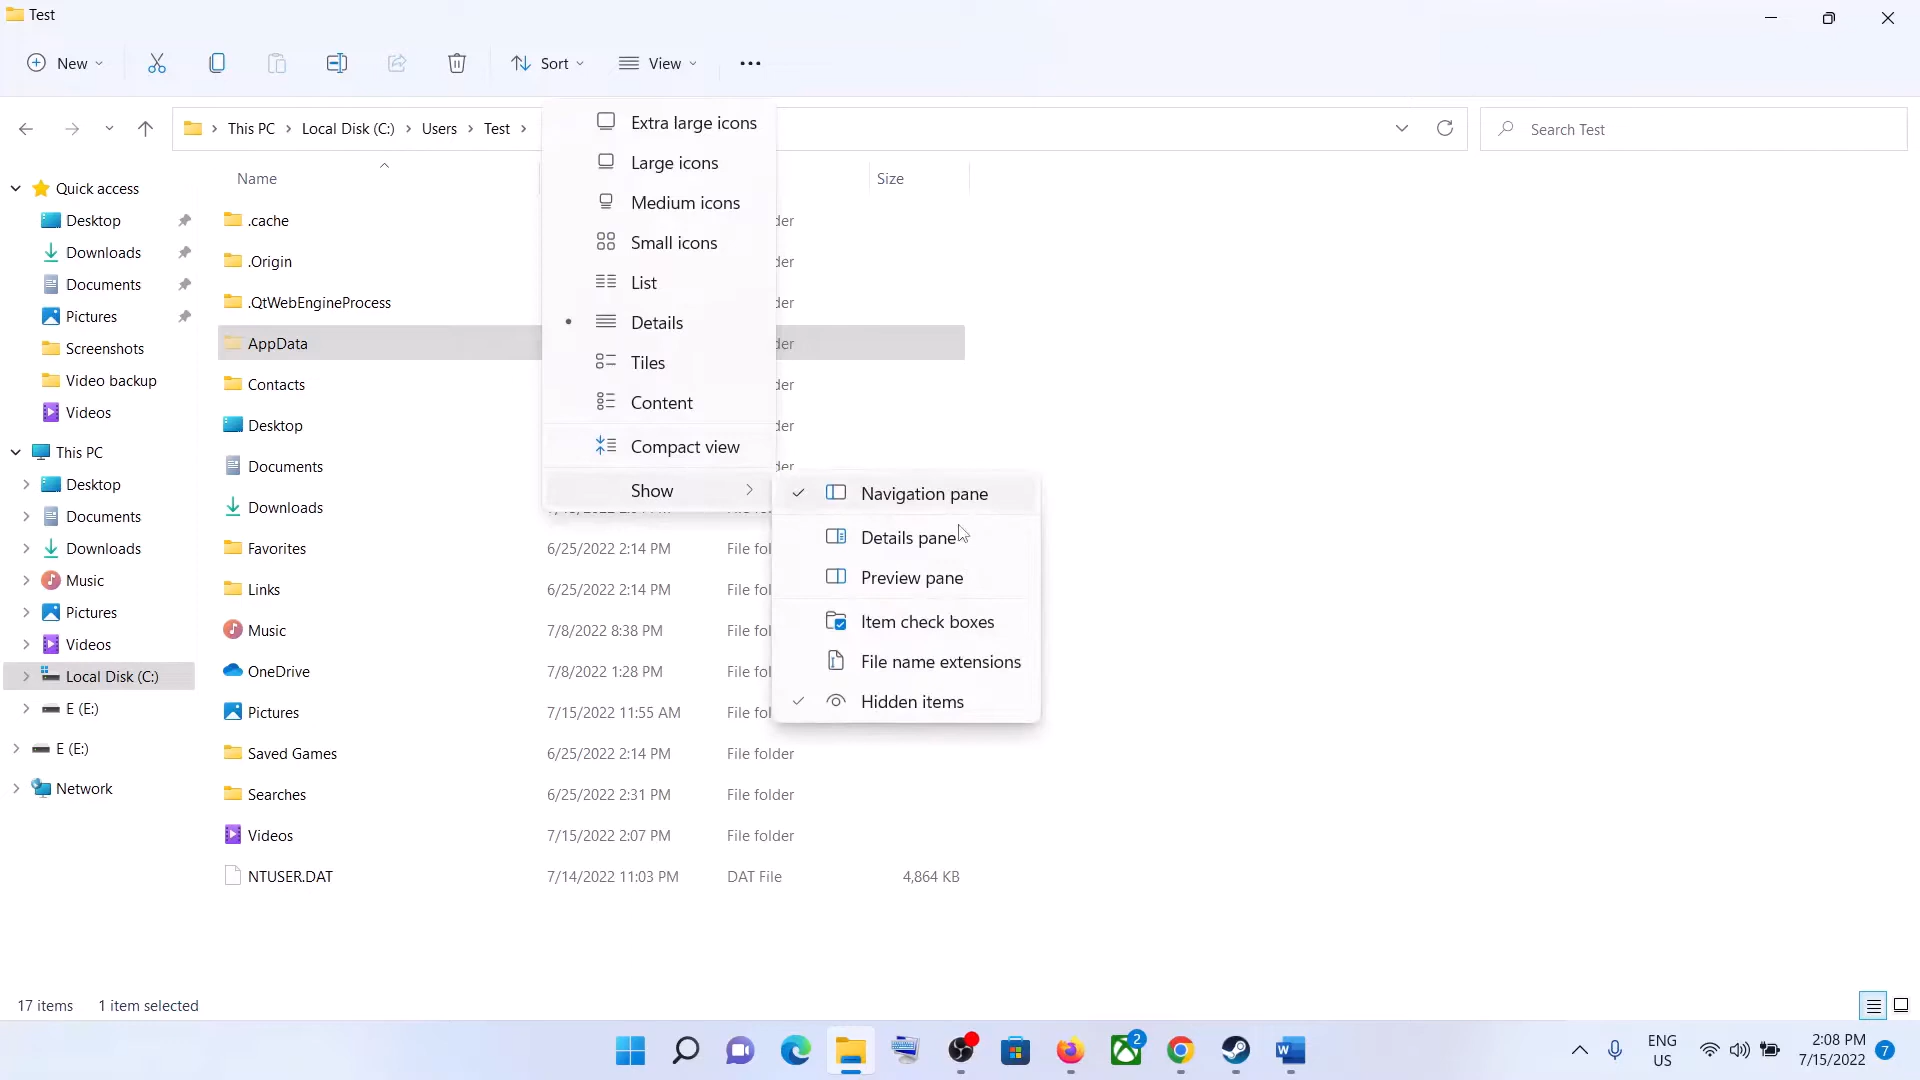 Test
New
Sort
View
This PC
Local Disk (C:)
Users
Test
Search Test
Name
Size
Quick access
Desktop
Downloads
Documents
Pictures
Screenshots
Video backup
Videos
This PC
Desktop
Documents
Downloads
Music
Pictures
Videos
Local Disk (C:)
E (E:)
E (E:)
Network
.cache
.Origin
.QtWebEngineProcess
AppData
Contacts
Desktop
Documents
Downloads
Favorites 6/25/2022 2:14 PM File fol
Links 6/25/2022 2:14 PM File fol
Music 7/8/2022 8:38 PM File fol
OneDrive 7/8/2022 1:28 PM File fol
Pictures 7/15/2022 11:55 AM File fol
Saved Games 6/25/2022 2:14 PM File folder
Searches 6/25/2022 2:31 PM File folder
Videos 7/15/2022 2:07 PM File folder
NTUSER.DAT 7/14/2022 11:03 PM DAT File 4,864 KB
der
der
der
der
der
der
der
Extra large icons
Large icons
Medium icons
Small icons
List
Details
Tiles
Content
Compact view
Show
Navigation pane
Details pane
Preview pane
Item check boxes
File name extensions
Hidden items
17 items 1 item selected
2
ENG
US
2:08 PM
7/15/2022
7